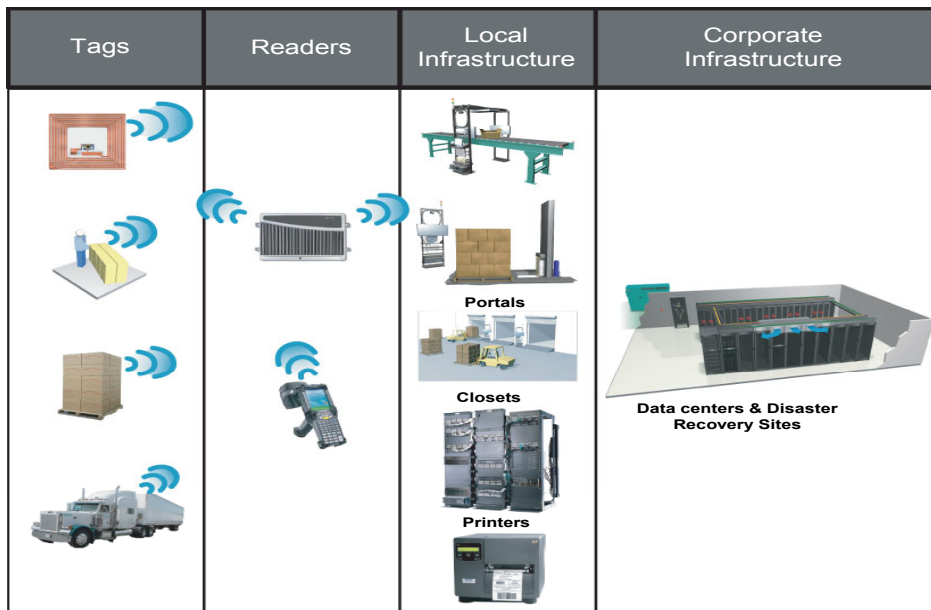 Tags
Readers
Local
Infrastructure
Corporate
Infrastructure
Portals
Closets
Data centers & Disaster
Recovery Sites
Printers